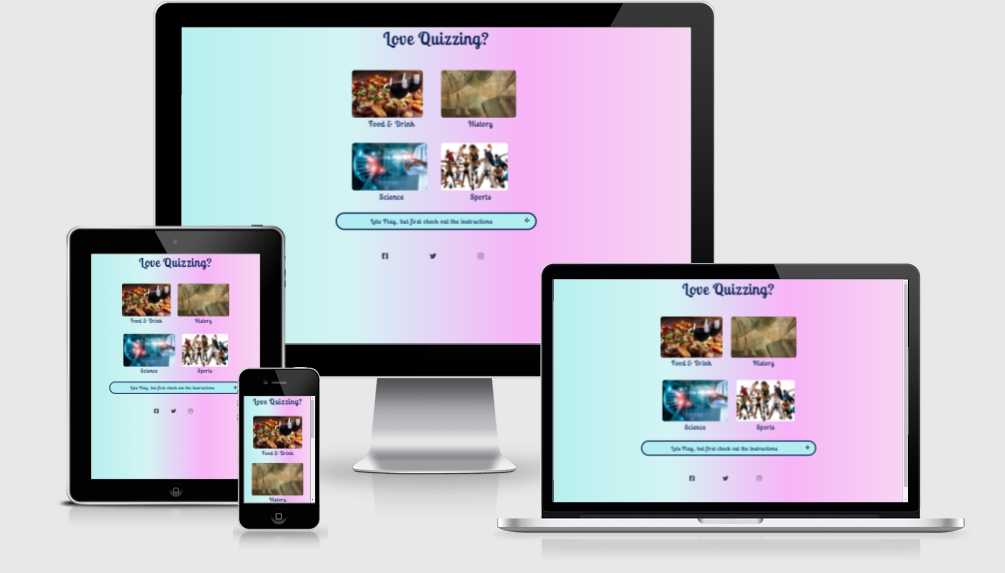 Love Quizzing?
Food & Drink
History
Science
Sports
Lets Play, but first check out the instructions +
Love Quizzing?
Food & Drink
History
Science
Sports
Lets Play, but first check out the instructions +
Love Quizzing?
Food & Drink
History
Love Quizzing?
Food & Drink
History
Science
Sports
Lets Play, but first check out the instructions +